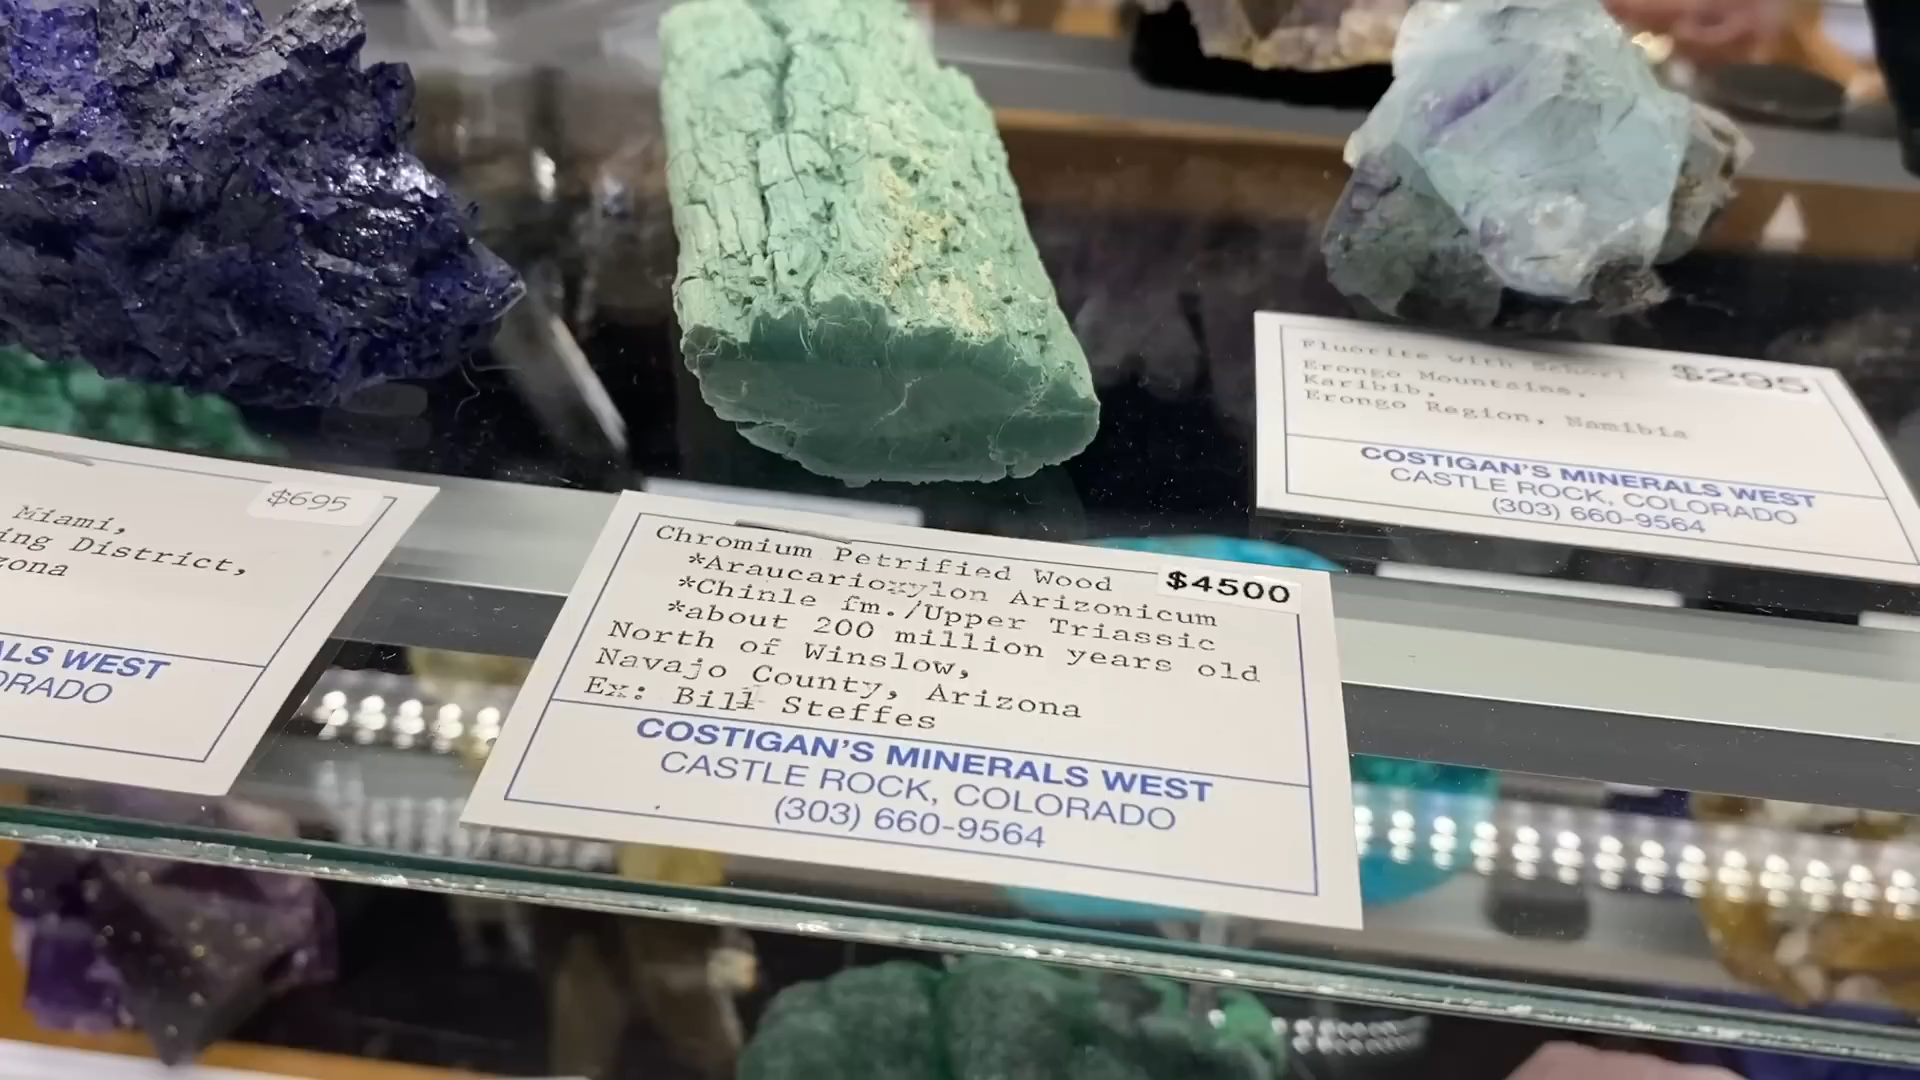 Miami,
ing District,
zona
$695
ALS WEST
ORADO
Chromium Petrified Wood
$4500
*Araucarioxylon Arizonicum
*Chinle fm./Upper Triassic
*about 200 million years old
North of Winslow,
Navajo County, Arizona
Ex: Bill Steffes
COSTIGAN'S MINERALS WEST
CASTLE ROCK, COLORADO
(303) 660-9564
Fluorite with Schorl
$295
Erongo Mountains,
Karibib,
Erongo Region, Namibia
COSTIGAN'S MINERALS WEST
CASTLE ROCK, COLORADO
(303) 660-9564